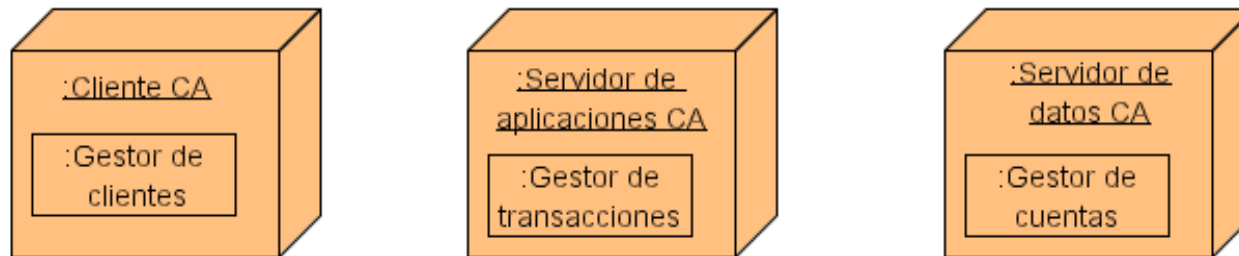 :Cliente CA
:Gestor de
clientes
:Servidor de
aplicaciones CA
:Gestor de
transacciones
:Servidor de
datos CA
:Gestor de
cuentas